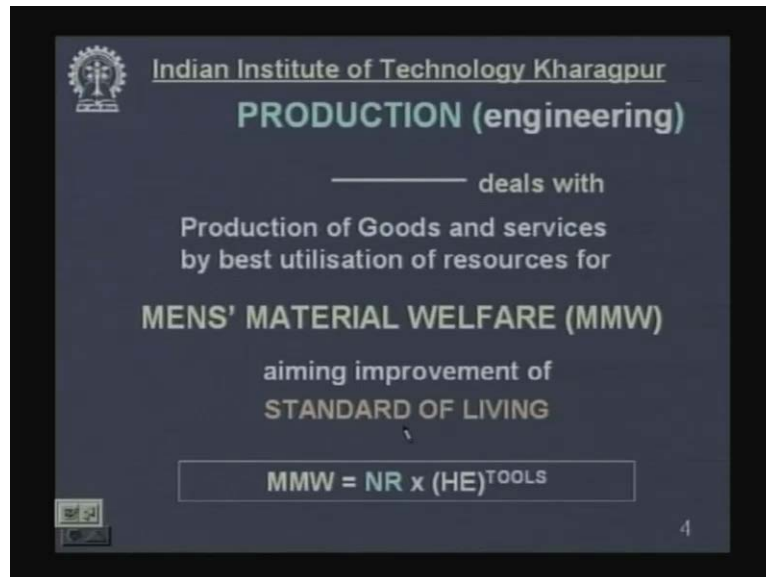 Indian Institute of Technology Kharagpur
PRODUCTION (engineering)
deals with
Production of Goods and services
by best utilisation of resources for
MENS' MATERIAL WELFARE (MMW)
aiming improvement of
STANDARD OF LIVING
MMW = NR x (HE)^TOOLS
4